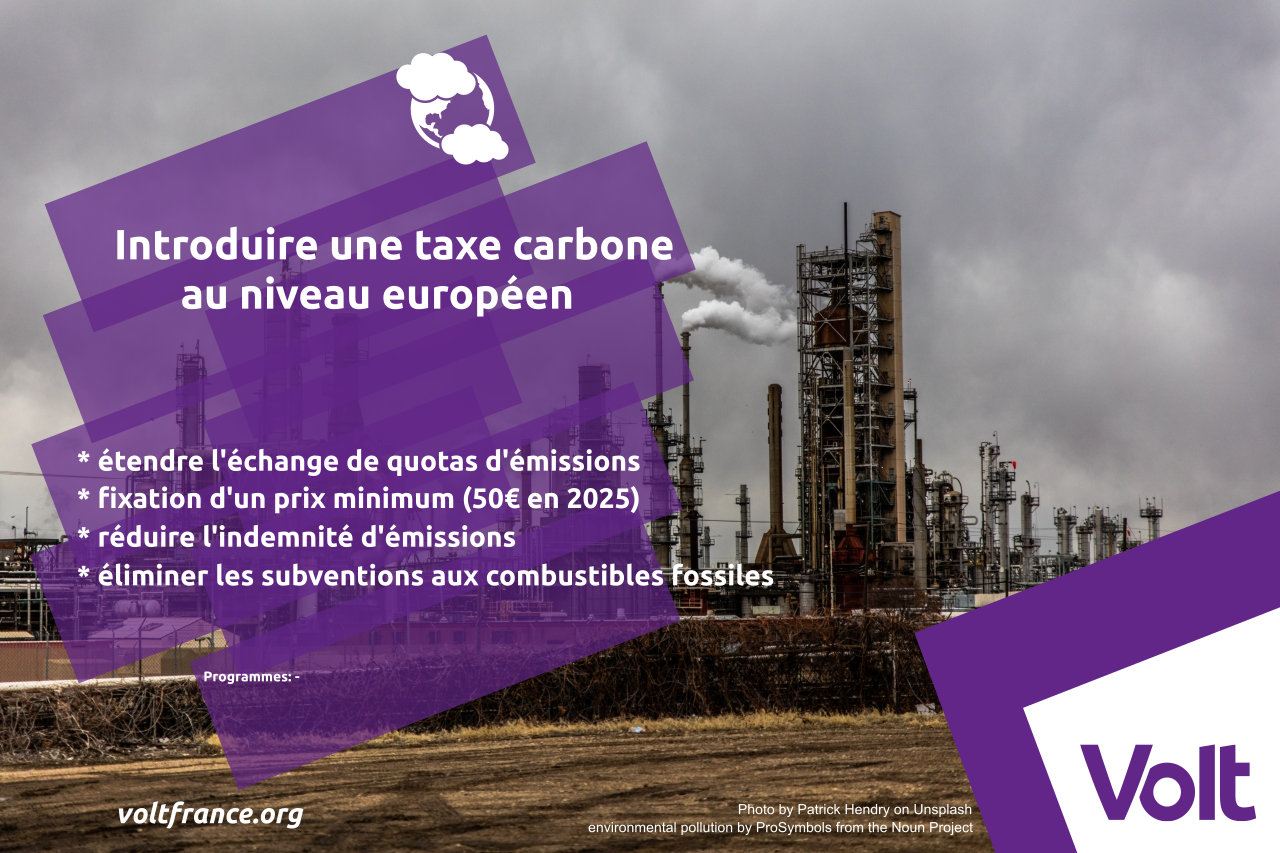 Introduire une taxe carbone
au niveau européen
* étendre l'échange de quotas d'émissions
* fixation d'un prix minimum (50€ en 2025)
* réduire l'indemnité d'émissions
* éliminer les subventions aux combustibles fossiles
Programmes: -
voltfrance.org
Photo by Patrick Hendry on Unsplash
environmental pollution by ProSymbols from the Noun Project
Volt